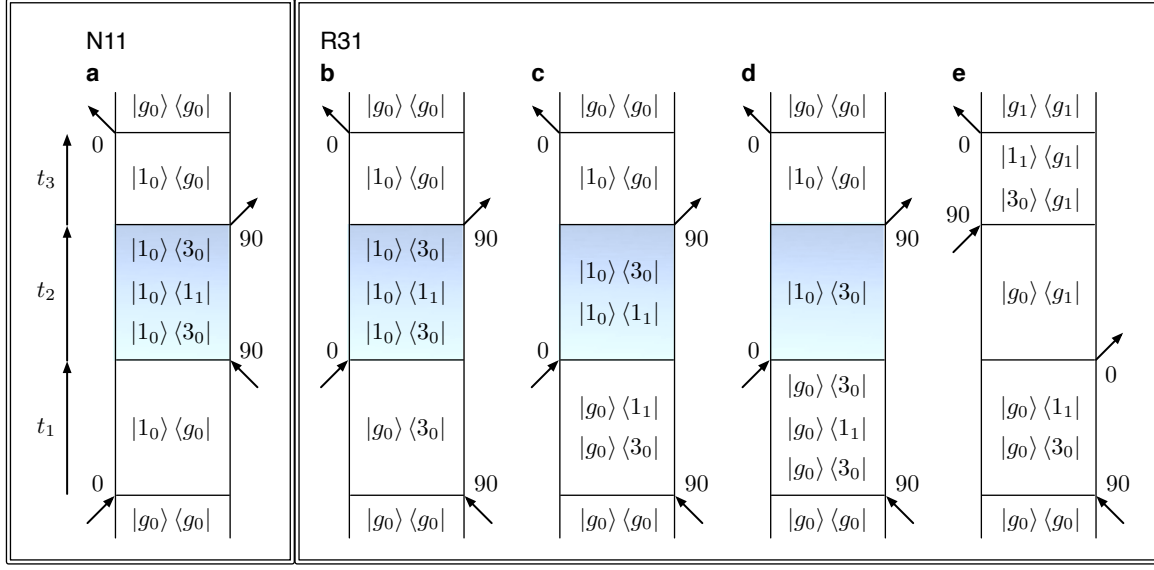 N11
R31
a
b
c
d
e
|g₀⟩⟨g₀| |g₀⟩⟨g₀| |g₀⟩⟨g₀| |g₀⟩⟨g₀| |g₁⟩⟨g₁|
0 0 0 0 0
t₃ |1₀⟩⟨g₀| |1₀⟩⟨g₀| |1₀⟩⟨g₀| |1₀⟩⟨g₀| |1₁⟩⟨g₁|
|3₀⟩⟨g₁|
90 90 90 90 90
|1₀⟩⟨3₀| |1₀⟩⟨3₀| |1₀⟩⟨3₀|
t₂ |1₀⟩⟨1₁| |1₀⟩⟨1₁| |1₀⟩⟨1₁| |1₀⟩⟨3₀| |g₀⟩⟨g₁|
|1₀⟩⟨3₀| |1₀⟩⟨3₀|
90 0 0 0 0
|g₀⟩⟨1₁| |g₀⟩⟨3₀| |g₀⟩⟨1₁|
t₁ |1₀⟩⟨g₀| |g₀⟩⟨3₀| |g₀⟩⟨3₀| |g₀⟩⟨1₁| |g₀⟩⟨3₀|
|g₀⟩⟨3₀|
0 90 90 90 90
|g₀⟩⟨g₀| |g₀⟩⟨g₀| |g₀⟩⟨g₀| |g₀⟩⟨g₀| |g₀⟩⟨g₀|